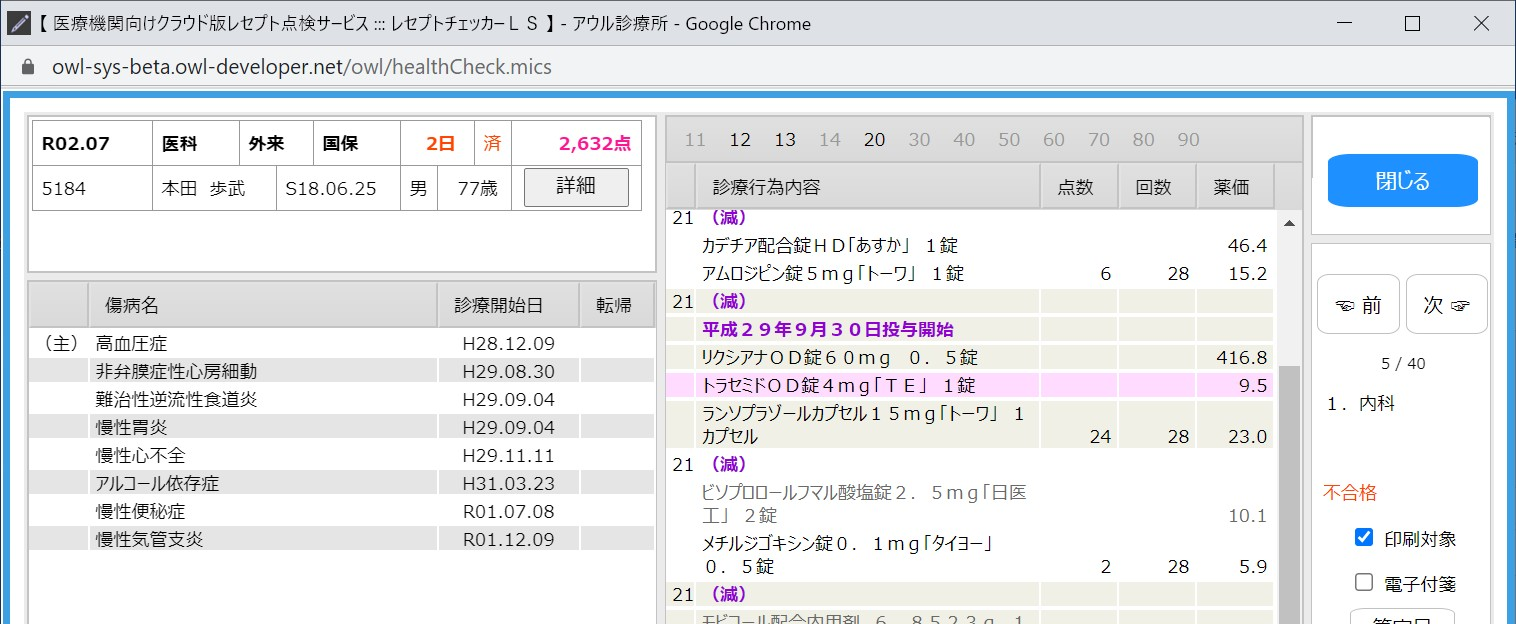 【 医療機関向けクラウド版レセプト点検サービス ::: レセプトチェッカーＬＳ 】 - アウル診療所 - Google Chrome
owl-sys-beta.owl-developer.net/owl/healthCheck.mics
R02.07 医科 外来 国保 2日 済 2,632点
5184 本田 歩武 S18.06.25 男 77歳 詳細
傷病名 診療開始日 転帰
（主） 高血圧症 H28.12.09
非弁膜症性心房細動 H29.08.30
難治性逆流性食道炎 H29.09.04
慢性胃炎 H29.09.04
慢性心不全 H29.11.11
アルコール依存症 H31.03.23
慢性便秘症 R01.07.08
慢性気管支炎 R01.12.09
11 12 13 14 20 30 40 50 60 70 80 90
診療行為内容 点数 回数 薬価
21 （減）
カデチア配合錠ＨＤ「あすか」 １錠 46.4
アムロジピン錠５ｍｇ「トーワ」 １錠 6 28 15.2
21 （減）
平成２９年９月３０日投与開始
リクシアナＯＤ錠６０ｍｇ ０．５錠 416.8
トラセミドＯＤ錠４ｍｇ「ＴＥ」 １錠 9.5
ランソプラゾールカプセル１５ｍｇ「トーワ」 １
カプセル 24 28 23.0
21 （減）
ビソプロロールフマル酸塩錠２．５ｍｇ「日医
工」 ２錠 10.1
メチルジゴキシン錠０．１ｍｇ「タイヨー」
０．５錠 2 28 5.9
21 （減）
モビコール配合内用剤 ６．８５２３ｇ １
閉じる
☜ 前 次 ☞
5 / 40
１．内科
不合格
印刷対象
電子付箋
算定日